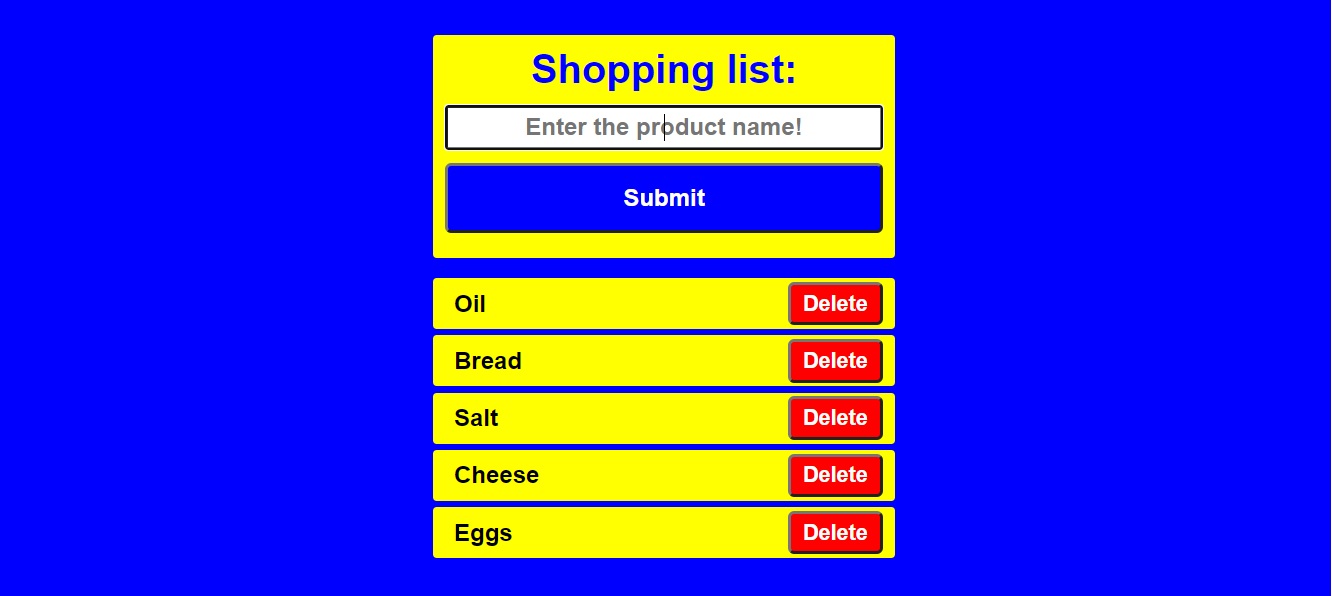 Shopping list:
Enter the product name!
Submit
Oil Delete
Bread Delete
Salt Delete
Cheese Delete
Eggs Delete